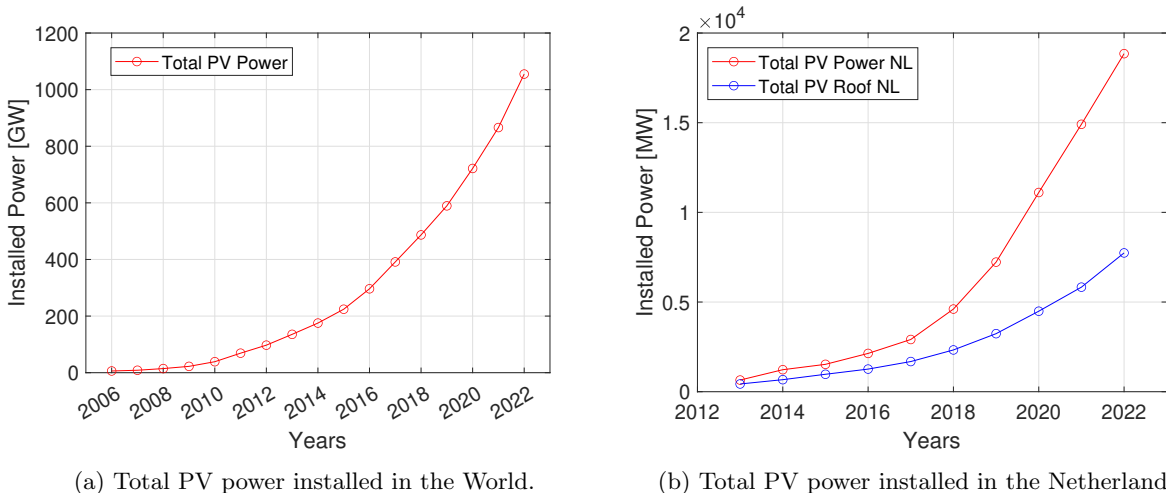 1200
1000
800
600
400
200
0
Installed Power [GW]
Total PV Power
2006 2008 2010 2012 2014 2016 2018 2020 2022
Years
(a) Total PV power installed in the World.
×10⁴
2
1.5
1
0.5
0
Installed Power [MW]
Total PV Power NL
Total PV Roof NL
2012 2014 2016 2018 2020 2022
Years
(b) Total PV power installed in the Netherland